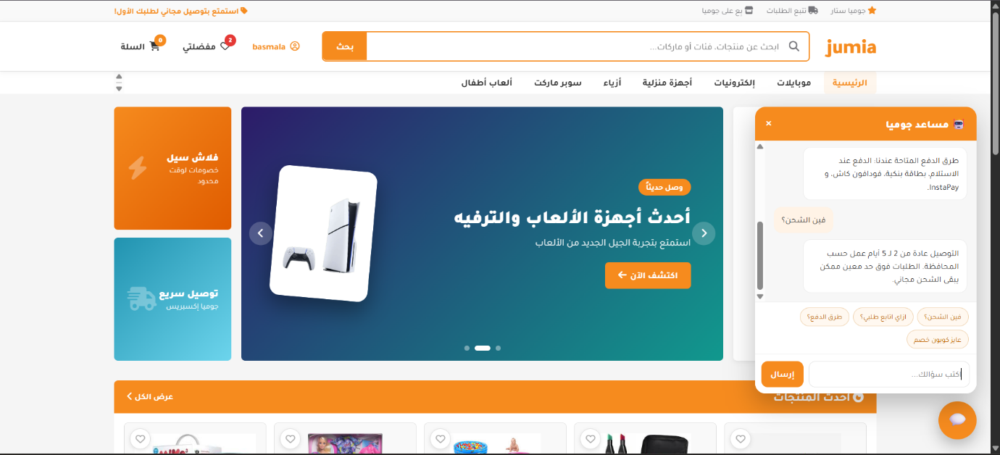 جوميا ستار
تتبع الطلبات
بع على جوميا
استمتع بتوصيل مجاني لطلبك الأول!
jumia
ابحث عن منتجات، فئات أو ماركات...
بحث
basmala
مفضلتي
2
السلة
0
الرئيسية
موبايلات
إلكترونيات
أجهزة منزلية
أزياء
سوبر ماركت
ألعاب أطفال
مساعد جوميا
×
طرق الدفع المتاحة عندنا: الدفع عند
الاستلام، بطاقة بنكية، فودافون كاش، و
InstaPay.
فين الشحن؟
التوصيل عادة من 2 لـ 5 أيام عمل حسب
المحافظة. الطلبات فوق حد معين ممكن
يبقى الشحن مجاني.
فين الشحن؟
ازاي اتابع طلبي؟
طرق الدفع؟
عايز كوبون خصم
اكتب سؤالك...
إرسال
وصل حديثاً
أحدث أجهزة الألعاب والترفيه
استمتع بتجربة الجيل الجديد من الألعاب
اكتشف الآن
فلاش سيل
خصومات لوقت
محدود
توصيل سريع
جوميا إكسبريس
أحدث المنتجات
عرض الكل